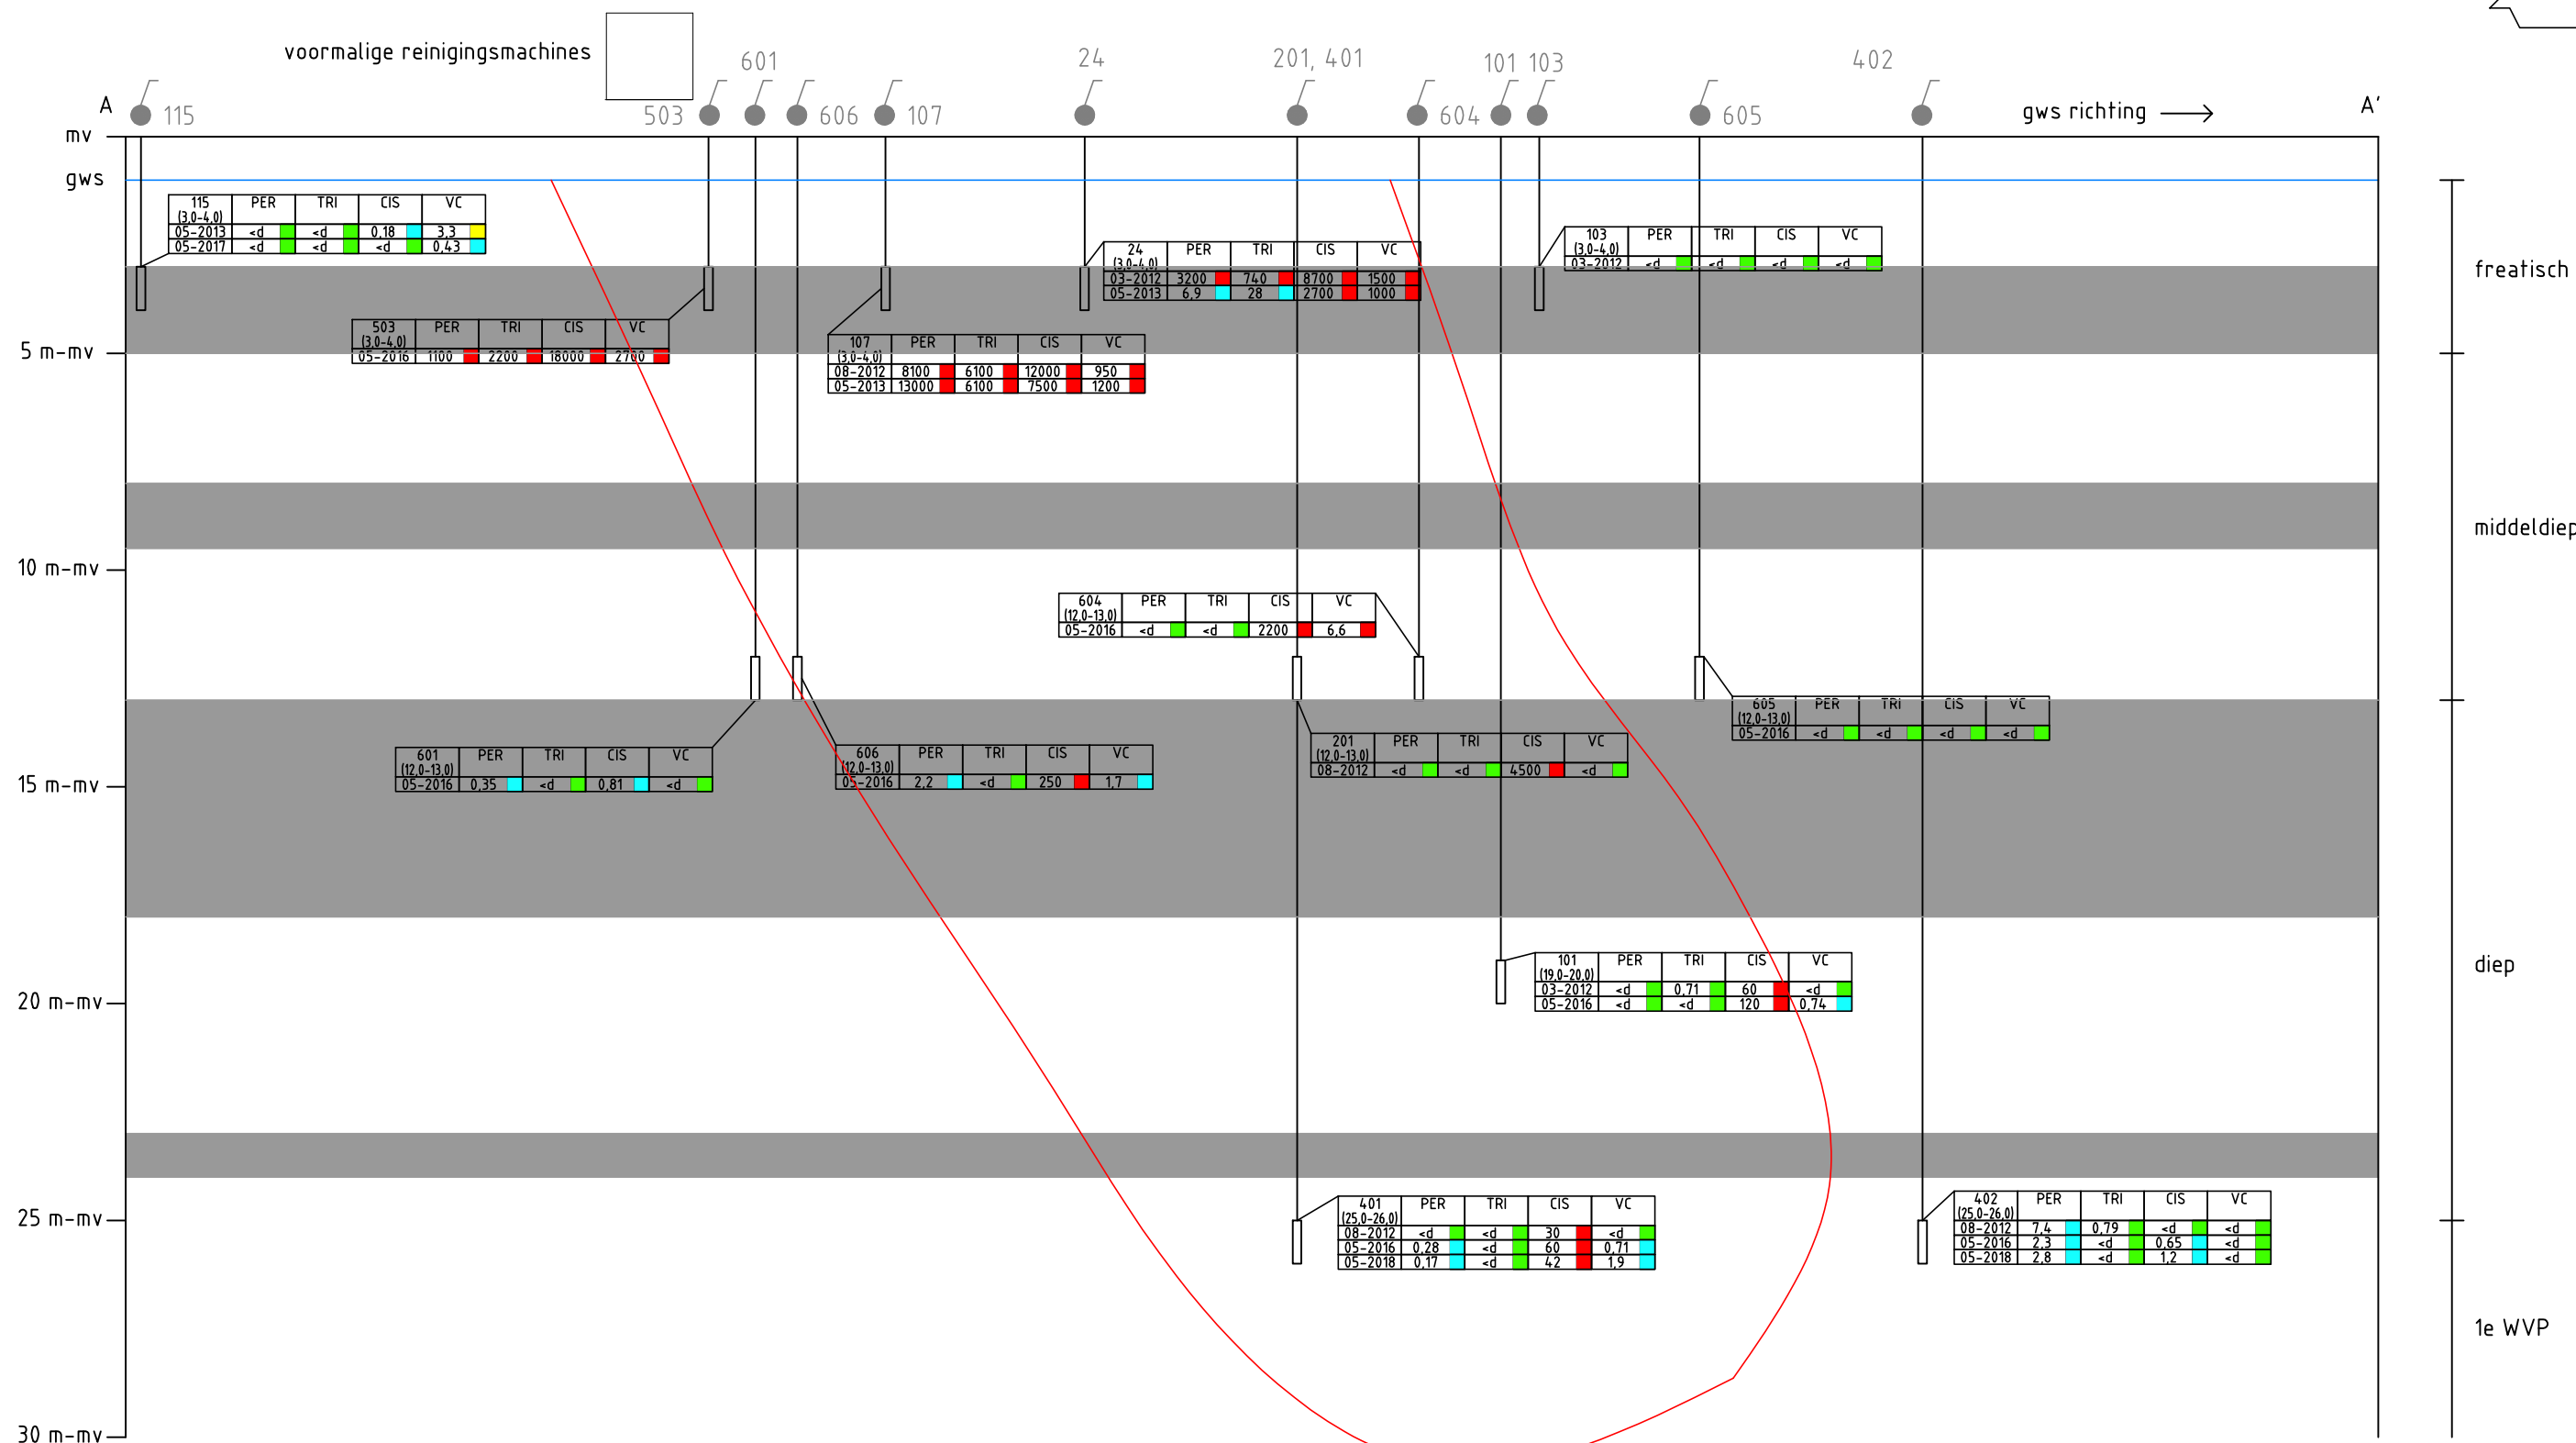 voormalige reinigingsmachines
601
24
201, 401
101 103
402
A
115
503
606
107
604
605
gws richting
A'
mv
gws
115 PER TRI CIS VC
(3,0-4,0)
05-2013 <d <d 0,18 3,3
05-2017 <d <d <d 0,43
24 PER TRI CIS VC
(3,0-4,0)
03-2012 3200 740 8700 1500
05-2013 6,9 28 2700 1000
103 PER TRI CIS VC
(3,0-4,0)
03-2012 <d <d <d <d
freatisch
503 PER TRI CIS VC
(3,0-4,0)
05-2016 1100 2200 18000 2700
5 m-mv
107 PER TRI CIS VC
(3,0-4,0)
08-2012 8100 6100 12000 950
05-2013 13000 6100 7500 1200
middeldiep
10 m-mv
604 PER TRI CIS VC
(12,0-13,0)
05-2016 <d <d 2200 6,6
605 PER TRI CIS VC
(12,0-13,0)
05-2016 <d <d <d <d
201 PER TRI CIS VC
(12,0-13,0)
08-2012 <d <d 4500 <d
601 PER TRI CIS VC
(12,0-13,0)
05-2016 0,35 <d 0,81 <d
606 PER TRI CIS VC
(12,0-13,0)
05-2016 2,2 <d 250 1,7
15 m-mv
101 PER TRI CIS VC
(19,0-20,0)
03-2012 <d 0,71 60 <d
05-2016 <d <d 120 0,74
diep
20 m-mv
25 m-mv
401 PER TRI CIS VC
(25,0-26,0)
08-2012 <d <d 30 <d
05-2016 0,28 <d 60 0,71
05-2018 0,17 <d 42 1,9
402 PER TRI CIS VC
(25,0-26,0)
08-2012 7,4 0,79 <d <d
05-2016 2,3 <d 0,65 <d
05-2018 2,8 <d 1,2 <d
1e WVP
30 m-mv